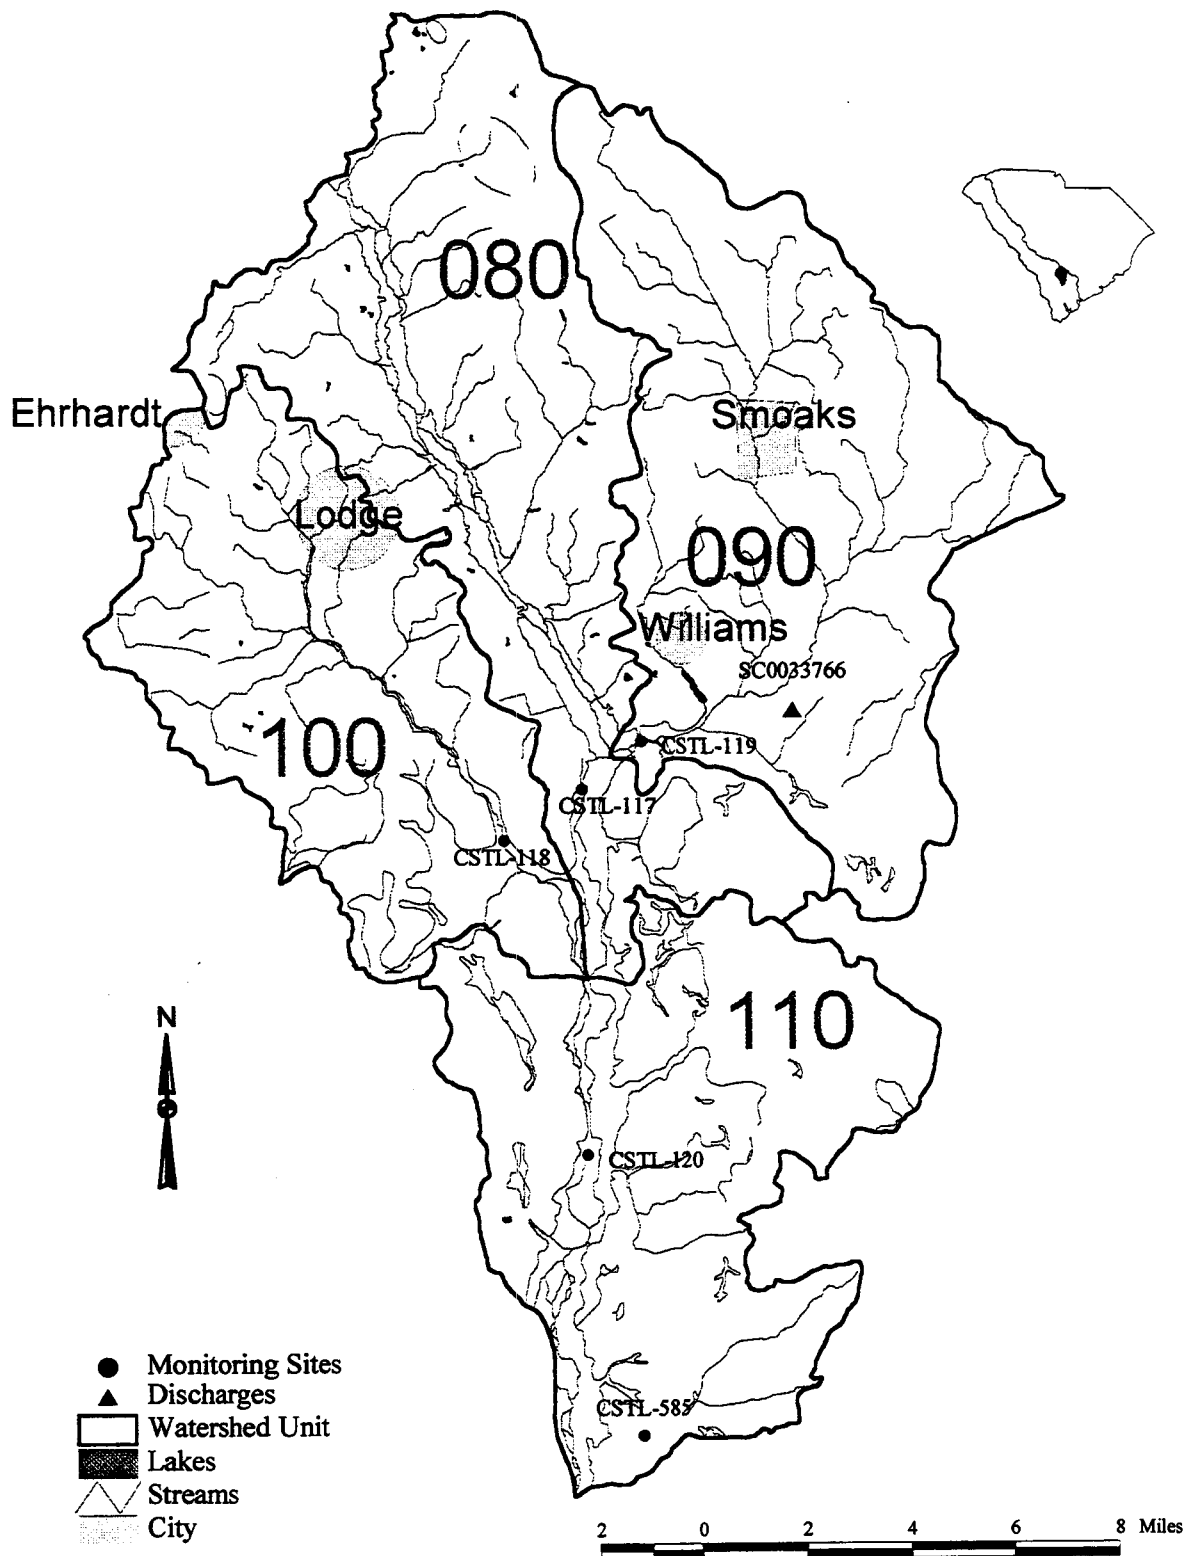 080
Ehrhardt
Smoaks
Lodge
090
Williams
SC0033766
100
CSTL-119
CSTL-117
CSTL-118
110
N
CSTL-120
Monitoring Sites
Discharges
CSTL-585
Watershed Unit
Lakes
Streams
City
2 0 2 4 6 8 Miles